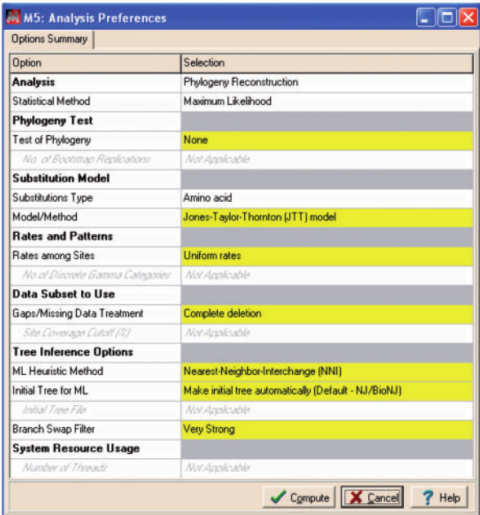 M5: Analysis Preferences
Options Summary
Option Selection
Analysis Phylogeny Reconstruction
Statistical Method Maximum Likelihood
Phylogeny Test
Test of Phylogeny None
No. of Bootstrap Replications Not Applicable
Substitution Model
Substitutions Type Amino acid
Model/Method Jones-Taylor-Thornton (JTT) model
Rates and Patterns
Rates among Sites Uniform rates
No of Discrete Gamma Categories Not Applicable
Data Subset to Use
Gaps/Missing Data Treatment Complete deletion
Site Coverage Cutoff (%) Not Applicable
Tree Inference Options
ML Heuristic Method Nearest-Neighbor-Interchange (NNI)
Initial Tree for ML Make initial tree automatically (Default - NJ/BioNJ)
Initial Tree File Not Applicable
Branch Swap Filter Very Strong
System Resource Usage
Number of Threads Not Applicable
Compute Cancel Help